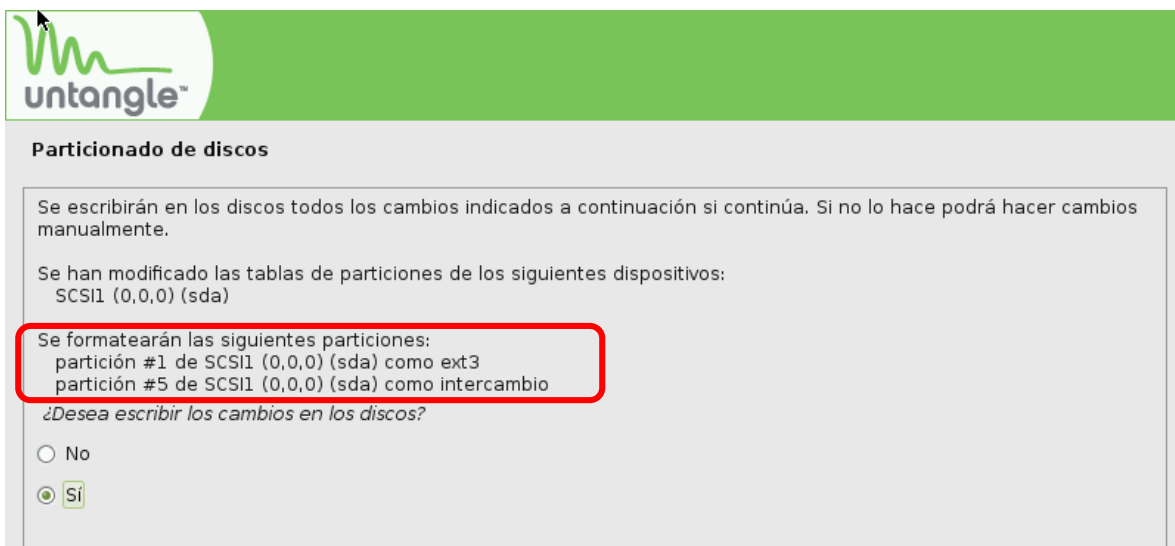 untangle™
Particionado de discos
Se escribirán en los discos todos los cambios indicados a continuación si continúa. Si no lo hace podrá hacer cambios
manualmente.
Se han modificado las tablas de particiones de los siguientes dispositivos:
SCSI1 (0,0,0) (sda)
Se formatearán las siguientes particiones:
partición #1 de SCSI1 (0,0,0) (sda) como ext3
partición #5 de SCSI1 (0,0,0) (sda) como intercambio
¿Desea escribir los cambios en los discos?
No
Sí